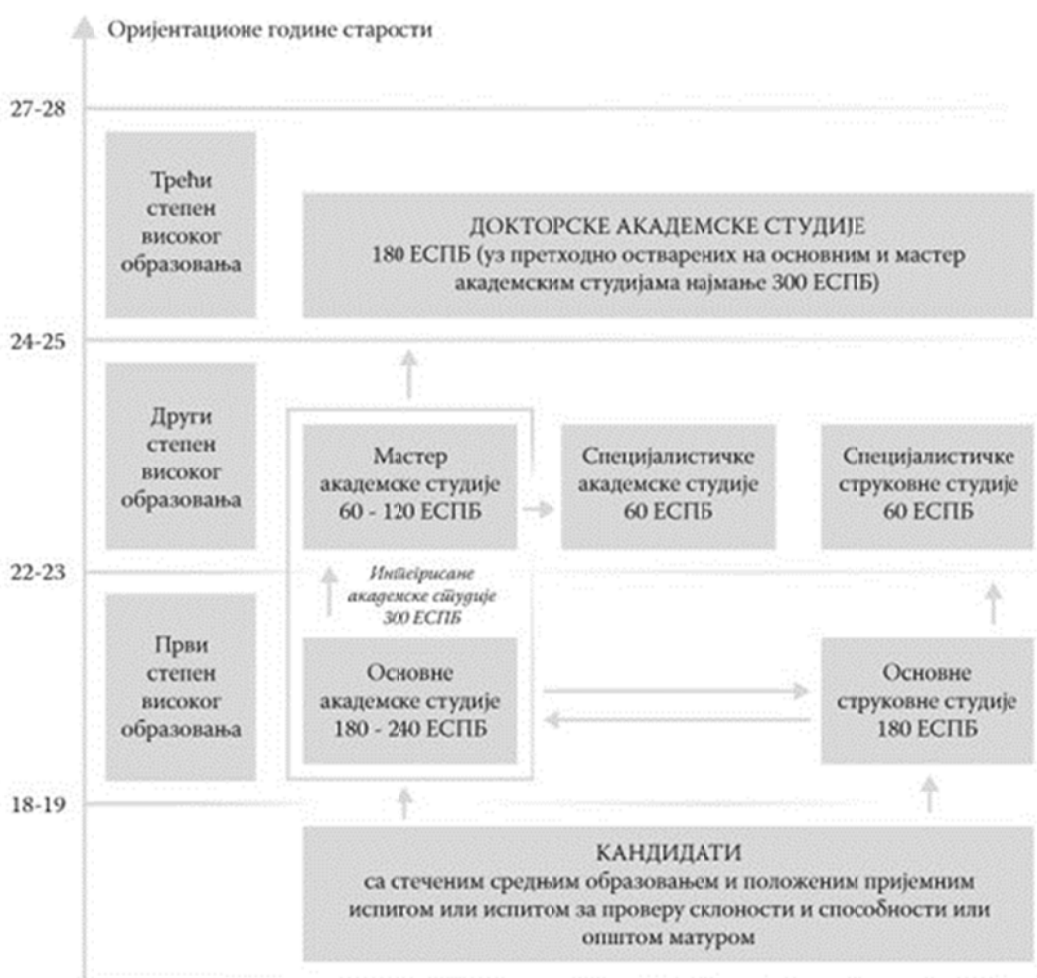 Оријентационе године старости
27-28
Трећи
степен
високог
образовања
ДОКТОРСКЕ АКАДЕМСКЕ СТУДИЈЕ
180 ЕСПБ (уз претходно остварених на основним и мастер
академским студијама најмање 300 ЕСПБ)
24-25
Други
степен
високог
образовања
Мастер
академске студије
60 - 120 ЕСПБ
Специјалистичке
академске студије
60 ЕСПБ
Специјалистичке
струковне студије
60 ЕСПБ
22-23
Интегрисане
академске студије
300 ЕСПБ
Први
степен
високог
образовања
Основне
академске студије
180 - 240 ЕСПБ
Основне
струковне студије
180 ЕСПБ
18-19
КАНДИДАТИ
са стеченим средњим образовањем и положеним пријемним
испитом или испитом за проверу склоности и способности или
општом матуром